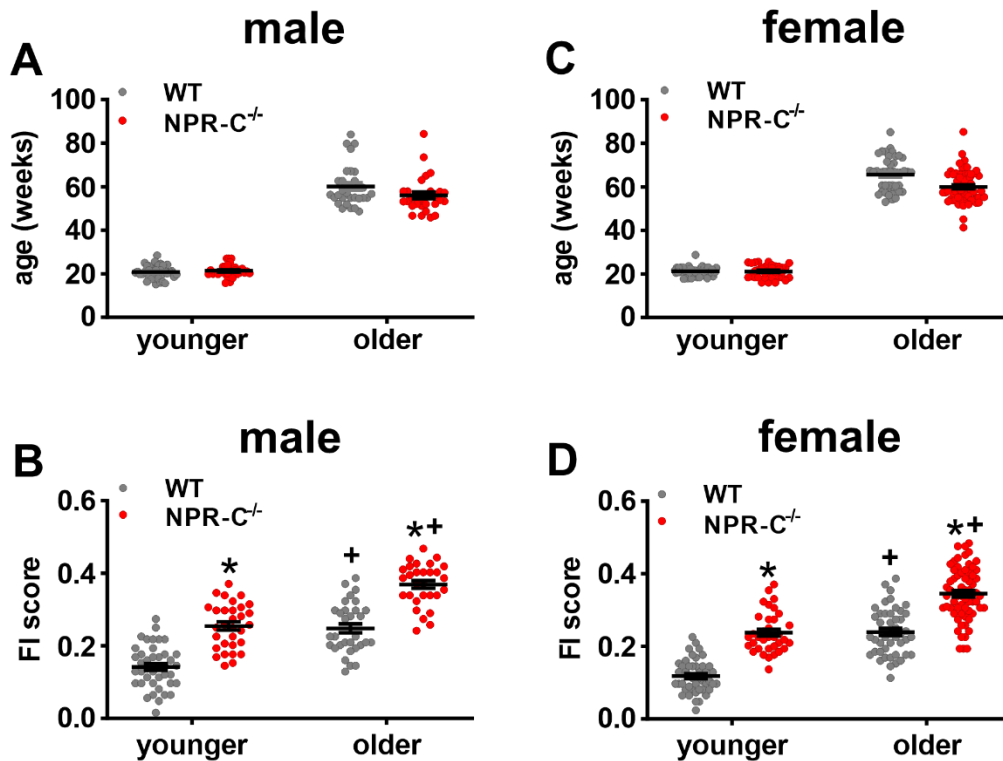 male
A
WT
NPR-C-/-
age (weeks)
100
80
60
40
20
0
younger older
female
C
WT
NPR-C-/-
age (weeks)
100
80
60
40
20
0
younger older
male
B
WT
NPR-C-/-
FI score
0.6
0.4
0.2
0.0
* + *+
younger older
female
D
WT
NPR-C-/-
FI score
0.6
0.4
0.2
0.0
* + *+
younger older